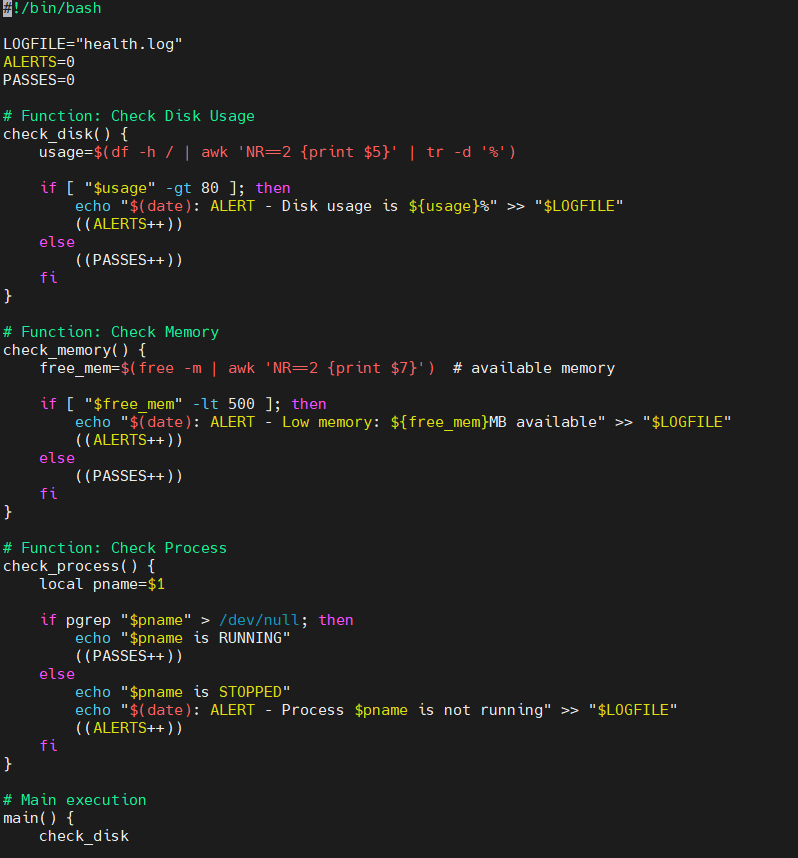 #!/bin/bash

LOGFILE="health.log"
ALERTS=0
PASSES=0

# Function: Check Disk Usage
check_disk() {
    usage=$(df -h / | awk 'NR==2 {print $5}' | tr -d '%')

    if [ "$usage" -gt 80 ]; then
        echo "$(date): ALERT - Disk usage is ${usage}%" >> "$LOGFILE"
        ((ALERTS++))
    else
        ((PASSES++))
    fi
}

# Function: Check Memory
check_memory() {
    free_mem=$(free -m | awk 'NR==2 {print $7}')  # available memory

    if [ "$free_mem" -lt 500 ]; then
        echo "$(date): ALERT - Low memory: ${free_mem}MB available" >> "$LOGFILE"
        ((ALERTS++))
    else
        ((PASSES++))
    fi
}

# Function: Check Process
check_process() {
    local pname=$1

    if pgrep "$pname" > /dev/null; then
        echo "$pname is RUNNING"
        ((PASSES++))
    else
        echo "$pname is STOPPED"
        echo "$(date): ALERT - Process $pname is not running" >> "$LOGFILE"
        ((ALERTS++))
    fi
}

# Main execution
main() {
    check_disk